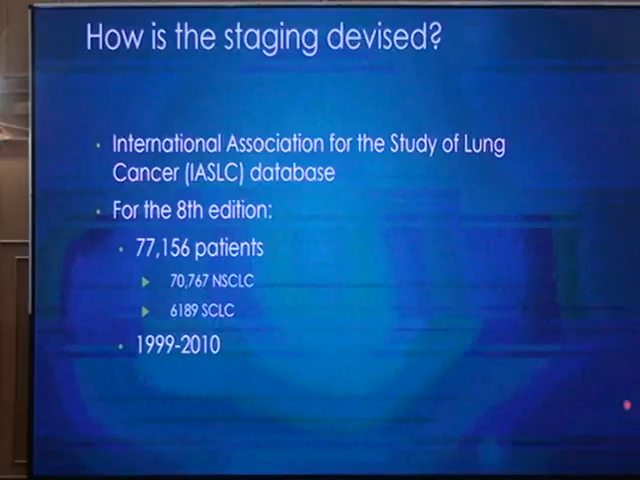 How is the staging devised?
International Association for the Study of Lung
Cancer (IASLC) database
For the 8th edition:
77,156 patients
70,767 NSCLC
6189 SCLC
1999-2010